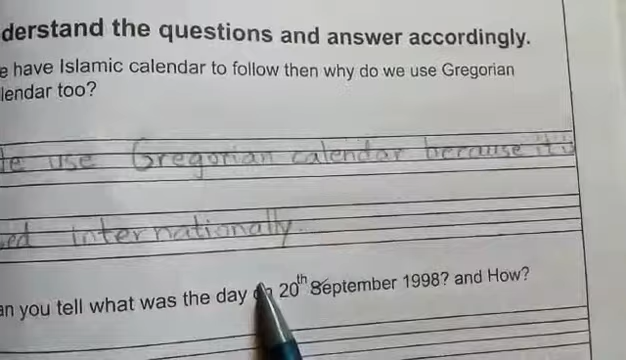 derstand the questions and answer accordingly.
e have Islamic calendar to follow then why do we use Gregorian
lendar too?
e use Gregorian calendar because it i
ed internationally.
an you tell what was the day 20th September 1998? and How?